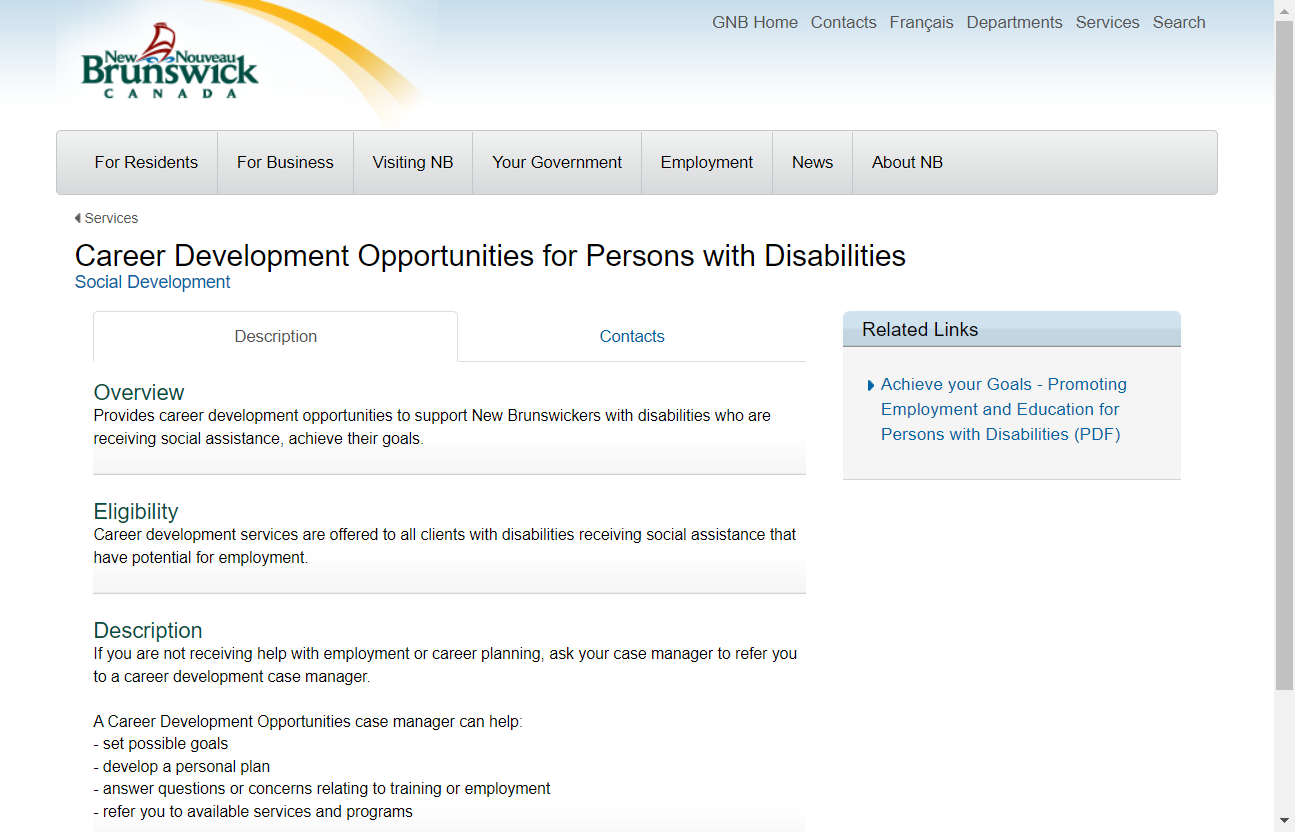 GNB Home Contacts Français Departments Services Search
New Nouveau
Brunswick
CANADA
For Residents For Business Visiting NB Your Government Employment News About NB
Services
Career Development Opportunities for Persons with Disabilities
Social Development
Description Contacts
Overview
Provides career development opportunities to support New Brunswickers with disabilities who are
receiving social assistance, achieve their goals.
Eligibility
Career development services are offered to all clients with disabilities receiving social assistance that
have potential for employment.
Description
If you are not receiving help with employment or career planning, ask your case manager to refer you
to a career development case manager.
A Career Development Opportunities case manager can help:
- set possible goals
- develop a personal plan
- answer questions or concerns relating to training or employment
- refer you to available services and programs
Related Links
Achieve your Goals - Promoting
Employment and Education for
Persons with Disabilities (PDF)